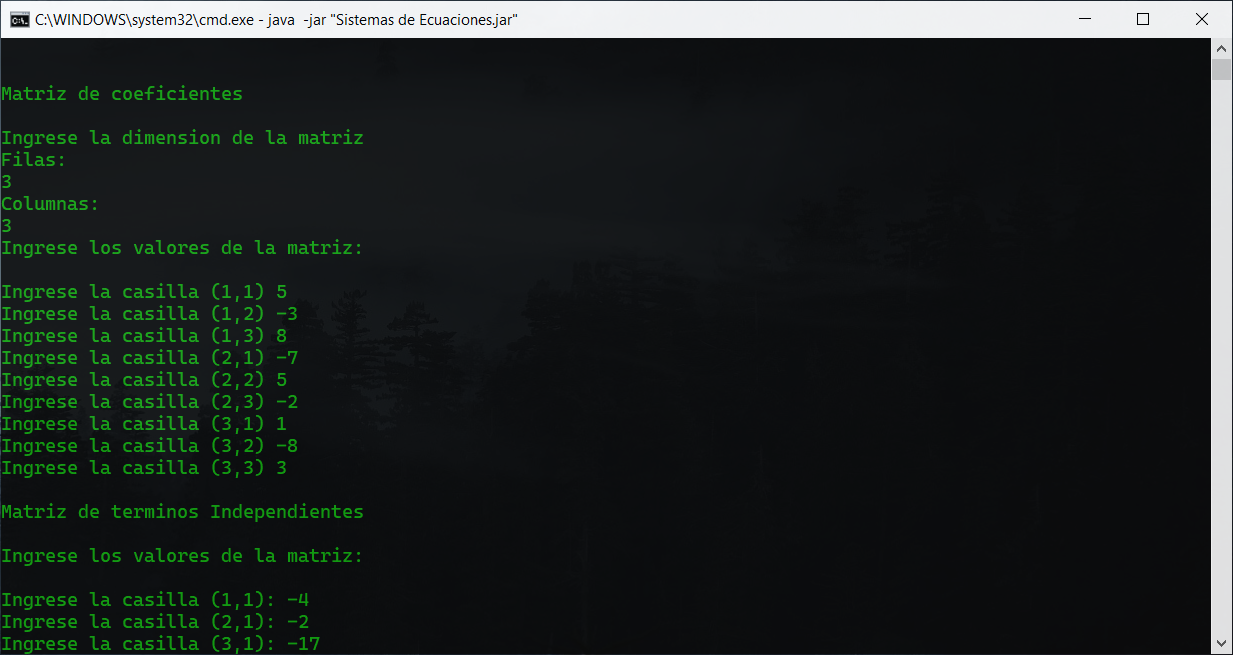 C:\WINDOWS\system32\cmd.exe - java  -jar "Sistemas de Ecuaciones.jar"
Matriz de coeficientes
Ingrese la dimension de la matriz
Filas:
3
Columnas:
3
Ingrese los valores de la matriz:
Ingrese la casilla (1,1) 5
Ingrese la casilla (1,2) -3
Ingrese la casilla (1,3) 8
Ingrese la casilla (2,1) -7
Ingrese la casilla (2,2) 5
Ingrese la casilla (2,3) -2
Ingrese la casilla (3,1) 1
Ingrese la casilla (3,2) -8
Ingrese la casilla (3,3) 3
Matriz de terminos Independientes
Ingrese los valores de la matriz:
Ingrese la casilla (1,1): -4
Ingrese la casilla (2,1): -2
Ingrese la casilla (3,1): -17